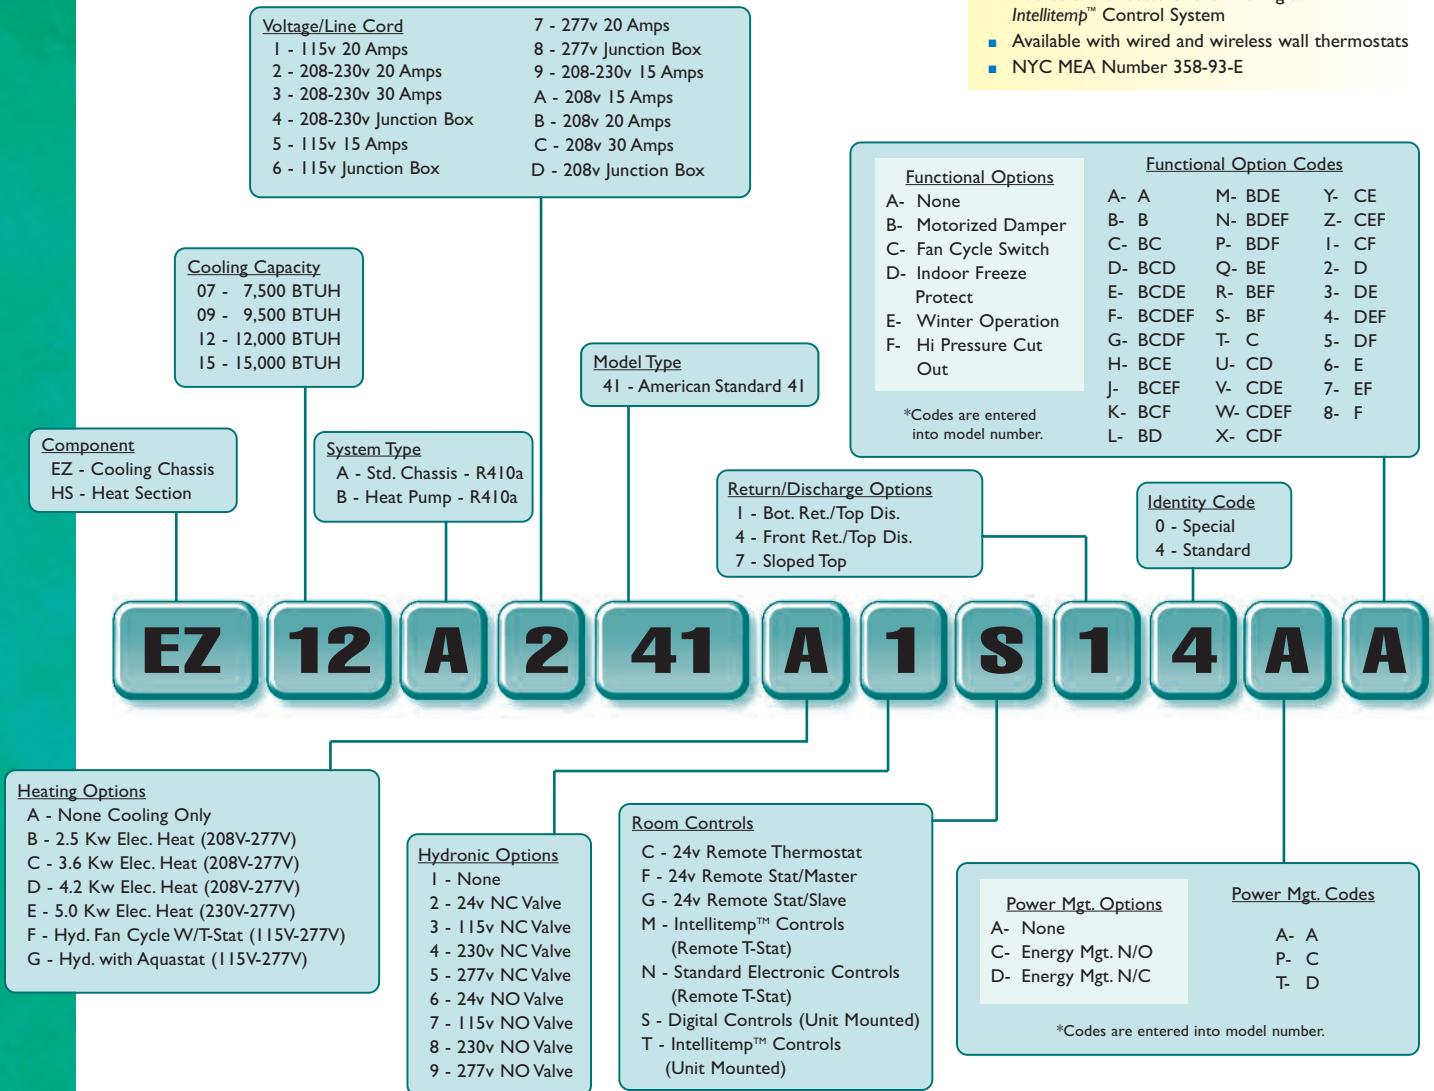 Intellitemp™ Control System
■ Available with wired and wireless wall thermostats
■ NYC MEA Number 358-93-E
Voltage/Line Cord
1 - 115v 20 Amps
2 - 208-230v 20 Amps
3 - 208-230v 30 Amps
4 - 208-230v Junction Box
5 - 115v 15 Amps
6 - 115v Junction Box
7 - 277v 20 Amps
8 - 277v Junction Box
9 - 208-230v 15 Amps
A - 208v 15 Amps
B - 208v 20 Amps
C - 208v 30 Amps
D - 208v Junction Box
Functional Options
A- None
B- Motorized Damper
C- Fan Cycle Switch
D- Indoor Freeze
Protect
E- Winter Operation
F- Hi Pressure Cut
Out
*Codes are entered
into model number.
Functional Option Codes
A- A
B- B
C- BC
D- BCD
E- BCDE
F- BCDEF
G- BCDF
H- BCE
J- BCEF
K- BCF
L- BD
M- BDE
N- BDEF
P- BDF
Q- BE
R- BEF
S- BF
T- C
U- CD
V- CDE
W- CDEF
X- CDF
Y- CE
Z- CEF
1- CF
2- D
3- DE
4- DEF
5- DF
6- E
7- EF
8- F
Cooling Capacity
07 - 7,500 BTUH
09 - 9,500 BTUH
12 - 12,000 BTUH
15 - 15,000 BTUH
Model Type
41 - American Standard 41
Component
EZ - Cooling Chassis
HS - Heat Section
System Type
A - Std. Chassis - R410a
B - Heat Pump - R410a
Return/Discharge Options
1 - Bot. Ret./Top Dis.
4 - Front Ret./Top Dis.
7 - Sloped Top
Identity Code
0 - Special
4 - Standard
EZ 12 A 2 41 A 1 S 1 4 A A
Heating Options
A - None Cooling Only
B - 2.5 Kw Elec. Heat (208V-277V)
C - 3.6 Kw Elec. Heat (208V-277V)
D - 4.2 Kw Elec. Heat (208V-277V)
E - 5.0 Kw Elec. Heat (230V-277V)
F - Hyd. Fan Cycle W/T-Stat (115V-277V)
G - Hyd. with Aquastat (115V-277V)
Hydronic Options
1 - None
2 - 24v NC Valve
3 - 115v NC Valve
4 - 230v NC Valve
5 - 277v NC Valve
6 - 24v NO Valve
7 - 115v NO Valve
8 - 230v NO Valve
9 - 277v NO Valve
Room Controls
C - 24v Remote Thermostat
F - 24v Remote Stat/Master
G - 24v Remote Stat/Slave
M - Intellitemp™ Controls
(Remote T-Stat)
N - Standard Electronic Controls
(Remote T-Stat)
S - Digital Controls (Unit Mounted)
T - Intellitemp™ Controls
(Unit Mounted)
Power Mgt. Options
A- None
C- Energy Mgt. N/O
D- Energy Mgt. N/C
Power Mgt. Codes
A- A
P- C
T- D
*Codes are entered into model number.